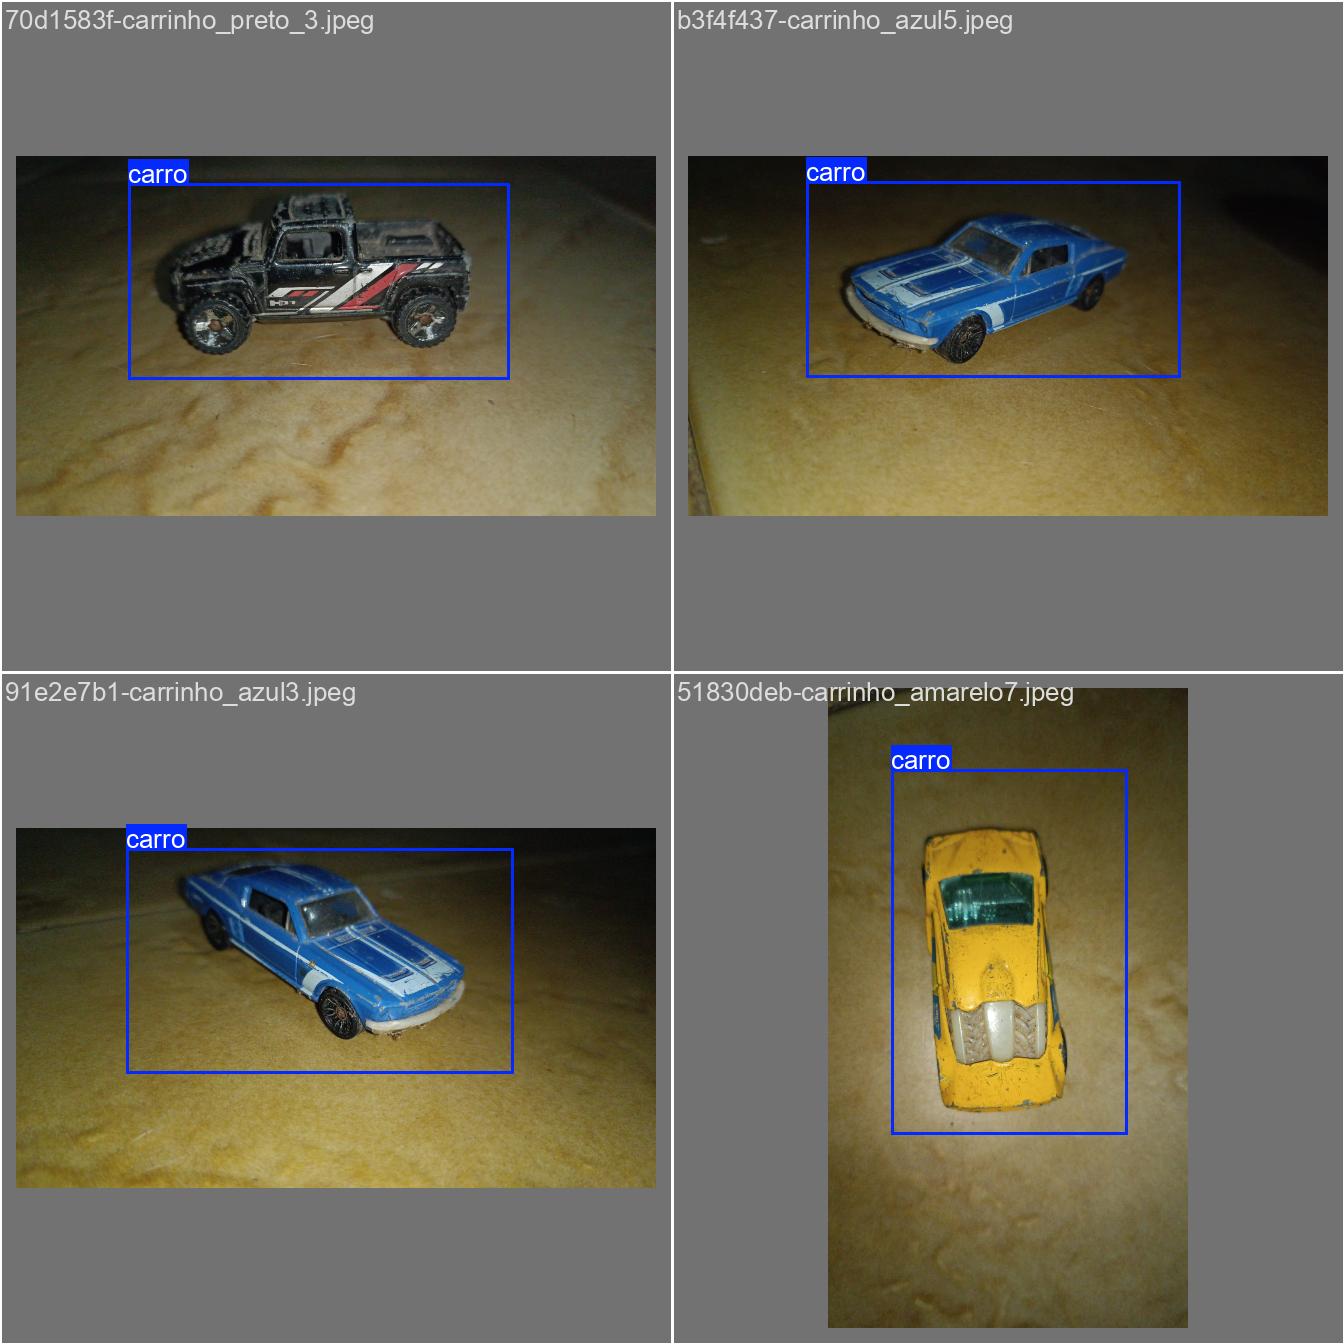 70d1583f-carrinho_preto_3.jpeg
carro
b3f4f437-carrinho_azul5.jpeg
carro
91e2e7b1-carrinho_azul3.jpeg
carro
51830deb-carrinho_amarelo7.jpeg
carro